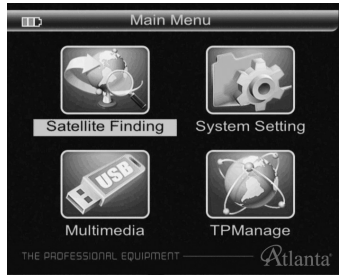 Main Menu
Satellite Finding
System Setting
USB
Multimedia
TPManage
THE PROFESSIONAL EQUIPMENT
Atlanta